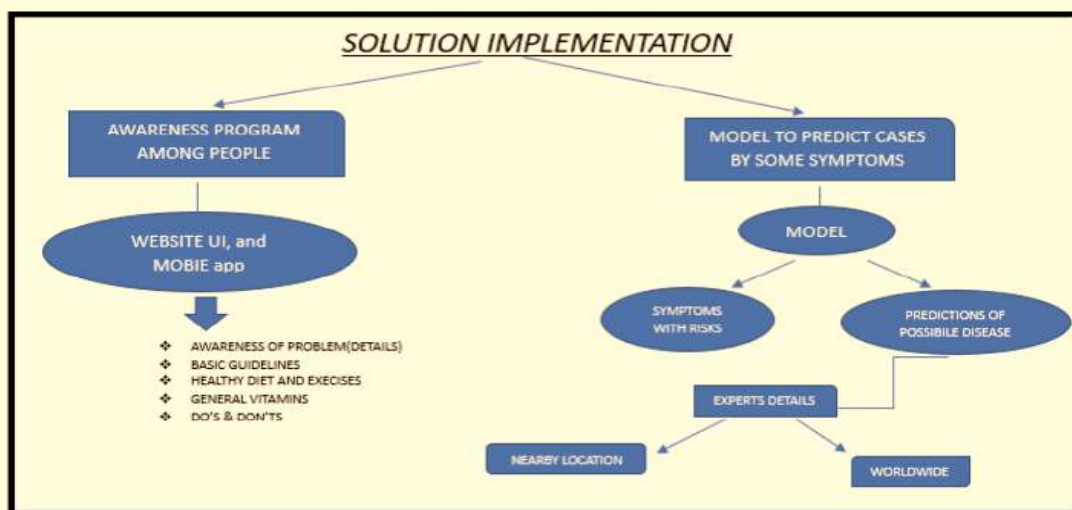 SOLUTION IMPLEMENTATION
AWARENESS PROGRAM
AMONG PEOPLE
WEBSITE UI, and
MOBIE app
❖ AWARENESS OF PROBLEM(DETAILS)
❖ BASIC GUIDELINES
❖ HEALTHY DIET AND EXECISES
❖ GENERAL VITAMINS
❖ DO'S & DON'TS
MODEL TO PREDICT CASES
BY SOME SYMPTOMS
MODEL
SYMPTOMS
WITH RISKS
PREDICTIONS OF
POSSIBILE DISEASE
EXPERTS DETAILS
NEARBY LOCATION
WORLDWIDE